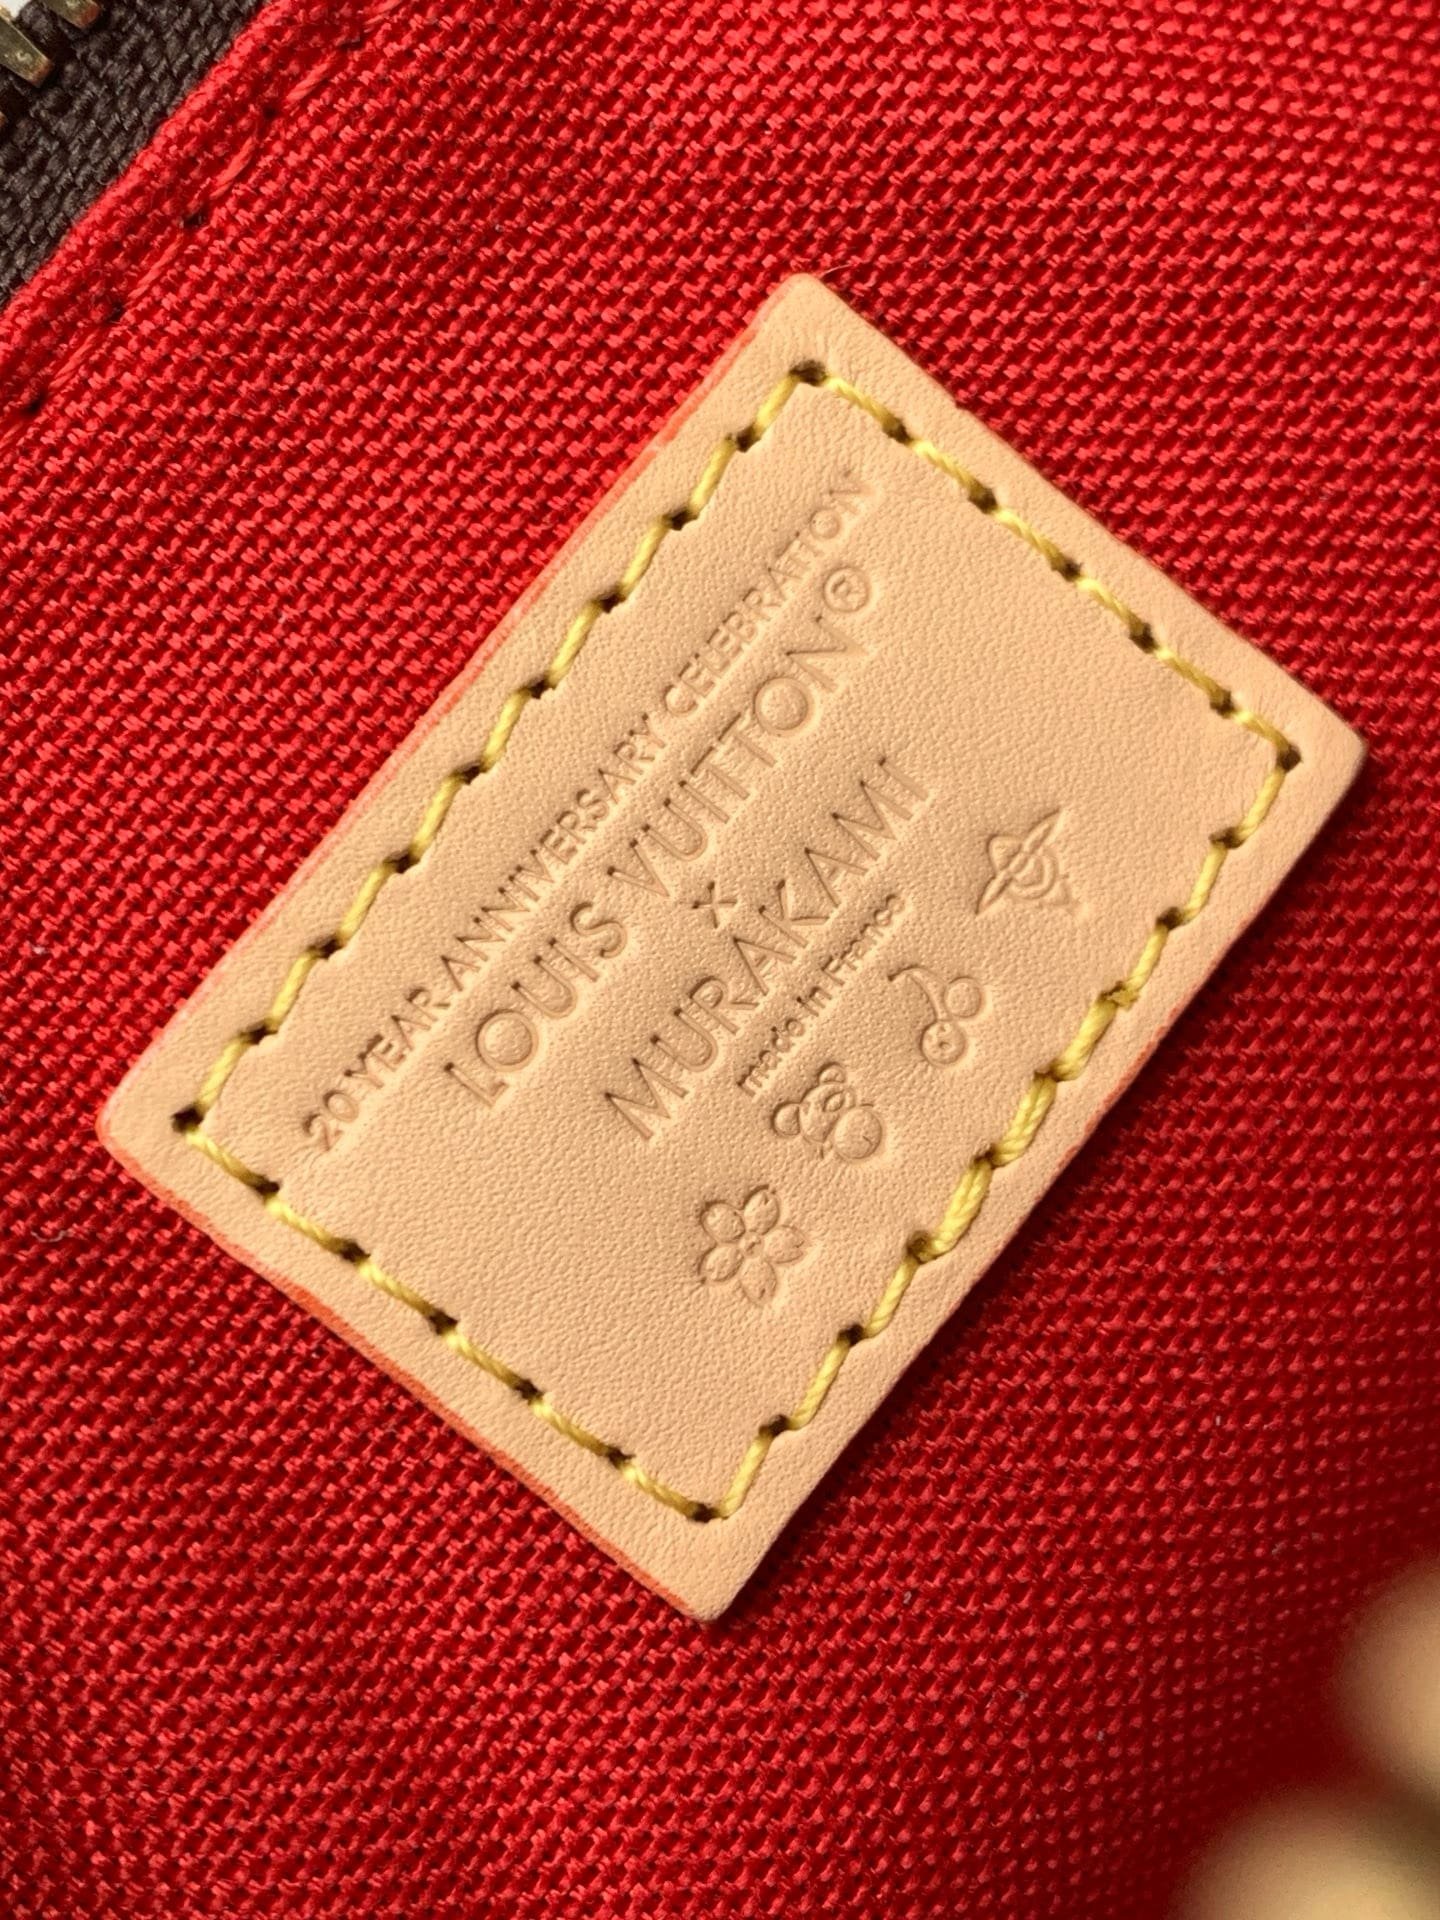 20 YEAR ANNIVERSARY CELEBRATION
LOUIS VUITTON®
x
MURAKAMI
made in France